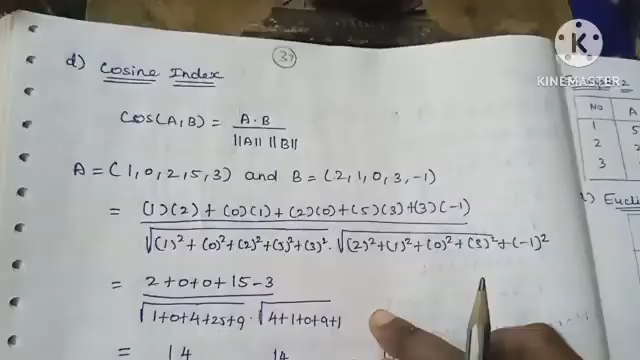 37
d) Cosine Index
KINEMASTER
Cos(A,B) = A·B / ||A|| ||B||
NO A
1 5
2 2
3
A = (1,0,2,5,3) and B = (2,1,0,3,-1)
= (1)(2) + (0)(1) + (2)(0) + (5)(3) + (3)(-1) / √(1)² + (0)² + (2)² + (5)² + (3)² · √(2)² + (1)² + (0)² + (3)² + (-1)²
= 2+0+0+15-3 / √1+0+4+25+9 · √4+1+0+9+1
= 14 14